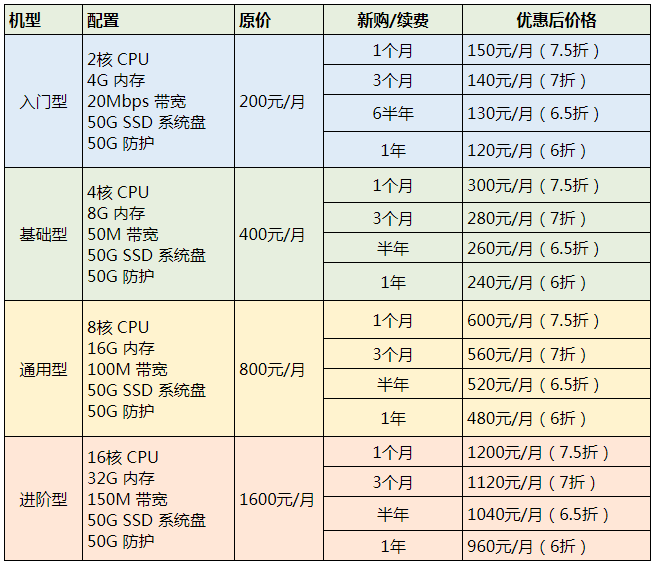 机型 配置 原价 新购/续费 优惠后价格
入门型
2核 CPU
4G 内存
20Mbps 带宽
50G SSD 系统盘
50G 防护
200元/月
1个月 150元/月（7.5折）
3个月 140元/月（7折）
6半年 130元/月（6.5折）
1年 120元/月（6折）
基础型
4核 CPU
8G 内存
50M 带宽
50G SSD 系统盘
50G 防护
400元/月
1个月 300元/月（7.5折）
3个月 280元/月（7折）
半年 260元/月（6.5折）
1年 240元/月（6折）
通用型
8核 CPU
16G 内存
100M 带宽
50G SSD 系统盘
50G 防护
800元/月
1个月 600元/月（7.5折）
3个月 560元/月（7折）
半年 520元/月（6.5折）
1年 480元/月（6折）
进阶型
16核 CPU
32G 内存
150M 带宽
50G SSD 系统盘
50G 防护
1600元/月
1个月 1200元/月（7.5折）
3个月 1120元/月（7折）
半年 1040元/月（6.5折）
1年 960元/月（6折）